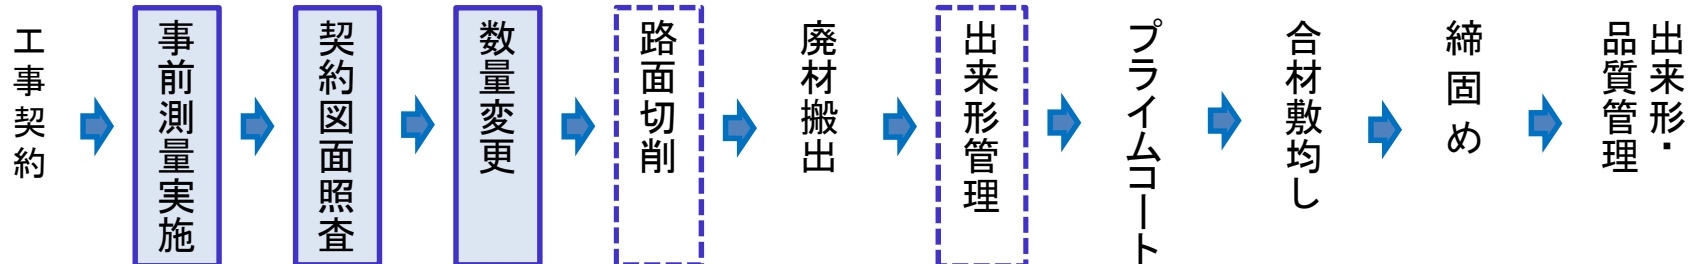 工事契約
事前測量実施
契約図面照査
数量変更
路面切削
廃材搬出
出来形管理
プライムコート
合材敷均し
締固め
出来形・
品質管理